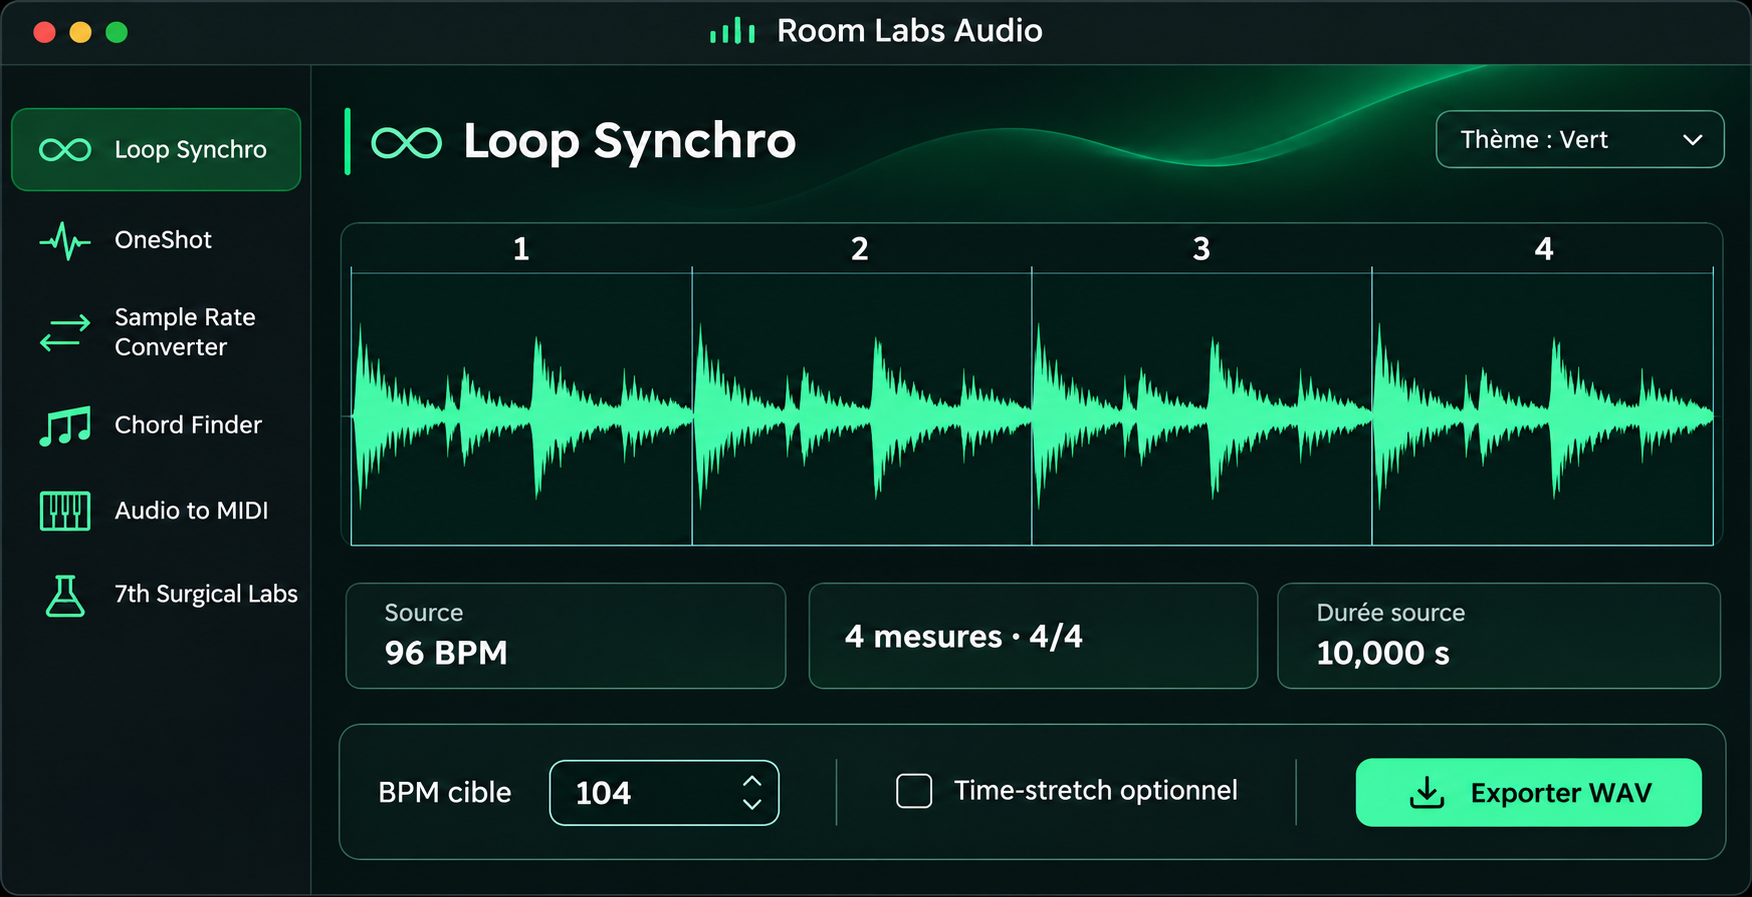 Room Labs Audio
Loop Synchro
OneShot
Sample Rate
Converter
Chord Finder
Audio to MIDI
7th Surgical Labs
Loop Synchro
Thème : Vert
1
2
3
4
Source
96 BPM
4 mesures · 4/4
Durée source
10,000 s
BPM cible
104
Time-stretch optionnel
Exporter WAV